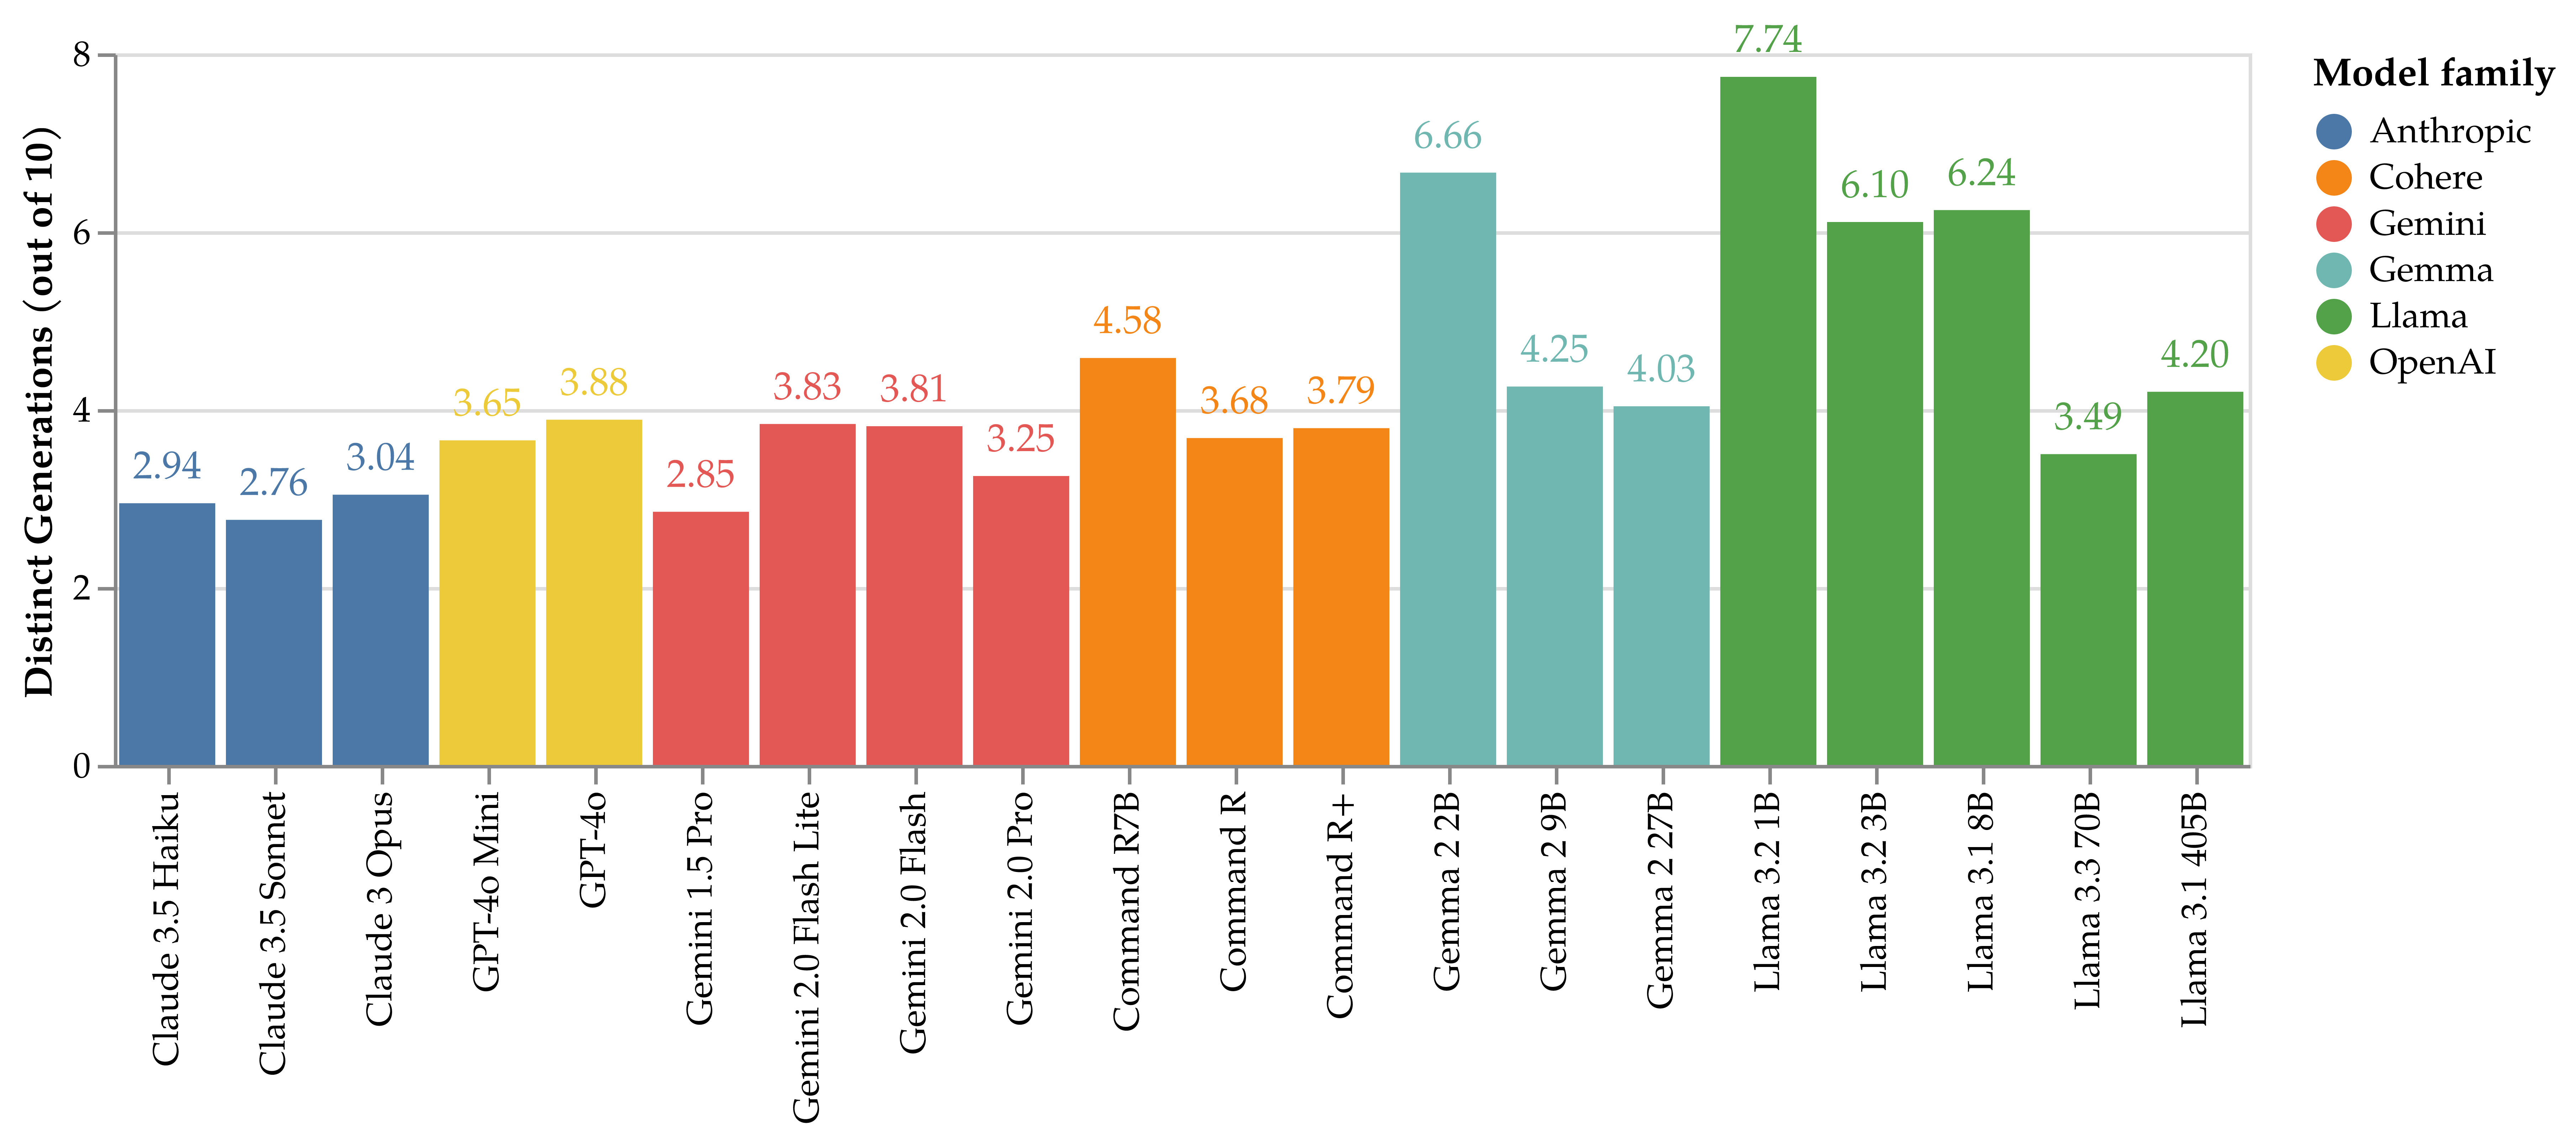 Distinct Generations (out of 10)
8
6
4
2
0
2.94
2.76
3.04
3.65
3.88
2.85
3.83
3.81
3.25
4.58
3.68
3.79
6.66
4.25
4.03
7.74
6.10
6.24
3.49
4.20
Claude 3.5 Haiku
Claude 3.5 Sonnet
Claude 3 Opus
GPT-4o Mini
GPT-4o
Gemini 1.5 Pro
Gemini 2.0 Flash Lite
Gemini 2.0 Flash
Gemini 2.0 Pro
Command R7B
Command R
Command R+
Gemma 2 2B
Gemma 2 9B
Gemma 2 27B
Llama 3.2 1B
Llama 3.2 3B
Llama 3.1 8B
Llama 3.3 70B
Llama 3.1 405B
Model family
Anthropic
Cohere
Gemini
Gemma
Llama
OpenAI